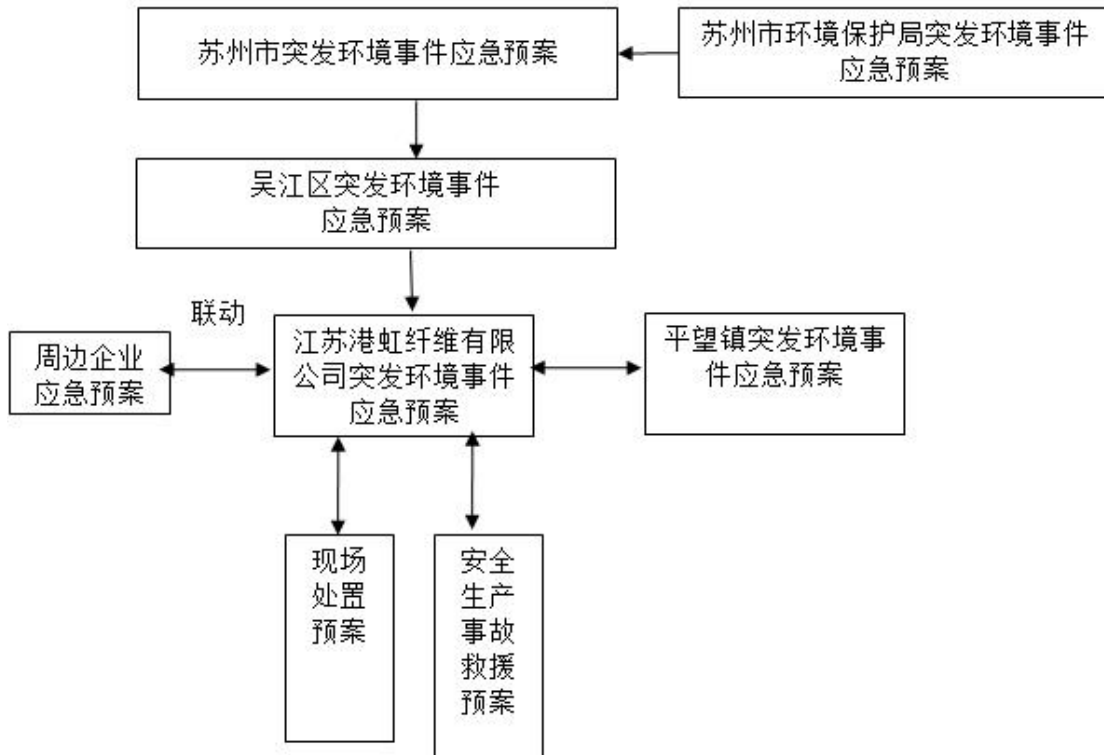 苏州市突发环境事件应急预案
苏州市环境保护局突发环境事件
应急预案
吴江区突发环境事件
应急预案
联动
周边企业
应急预案
江苏港虹纤维有限
公司突发环境事件
应急预案
平望镇突发环境事
件应急预案
现场
处置
预案
安全
生产
事故
救援
预案